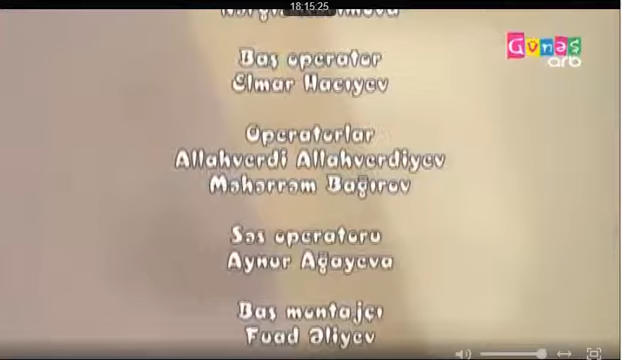 18:15:25
Baş operator
Elmar Hacıyev
Günəş
arb
Operatorlar
Allahverdi Allahverdiyev
Məhərrəm Bağırov
Səs operatoru
Aynur Ağayeva
Baş montajçı
Fuad Əliyev